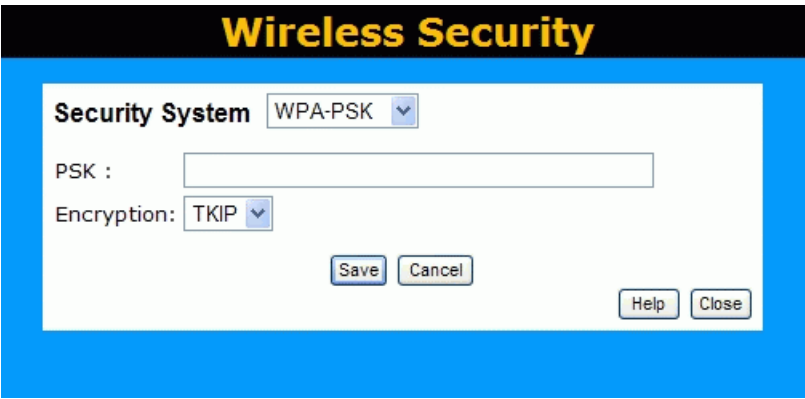 Wireless Security
Security System WPA-PSK
PSK :
Encryption: TKIP
Save Cancel
Help Close